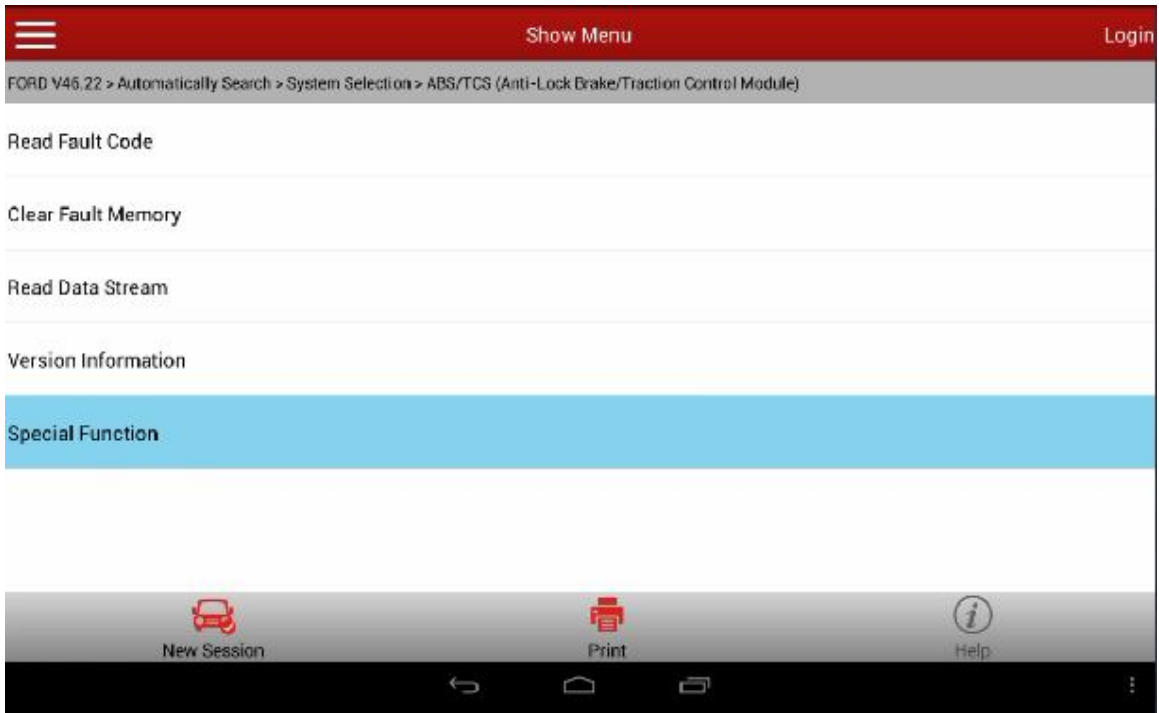 Show Menu
Login
FORD V46.22 > Automatically Search > System Selection > ABS/TCS (Anti-Lock Brake/Traction Control Module)
Read Fault Code
Clear Fault Memory
Read Data Stream
Version Information
Special Function
New Session
Print
Help